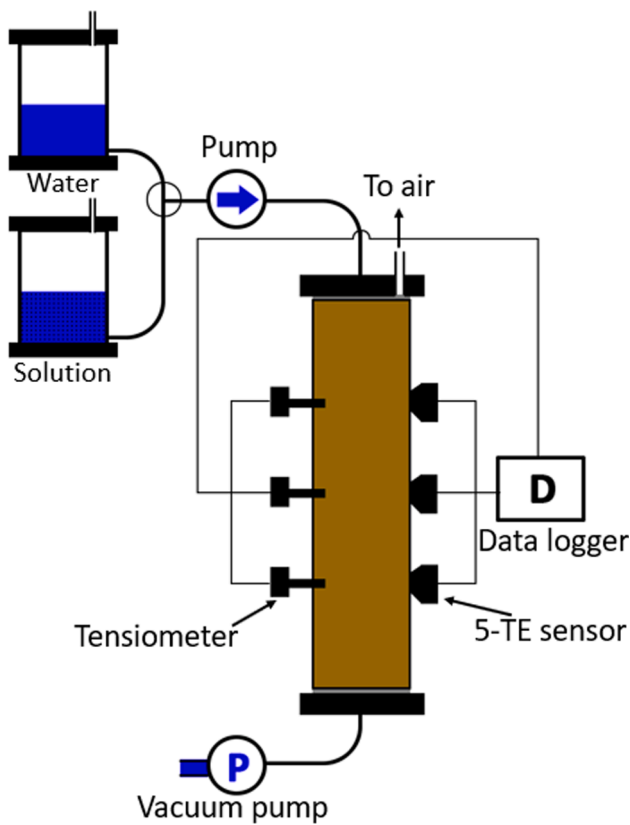 Pump
To air
Water
Solution
D
Data logger
Tensiometer
5-TE sensor
P
Vacuum pump